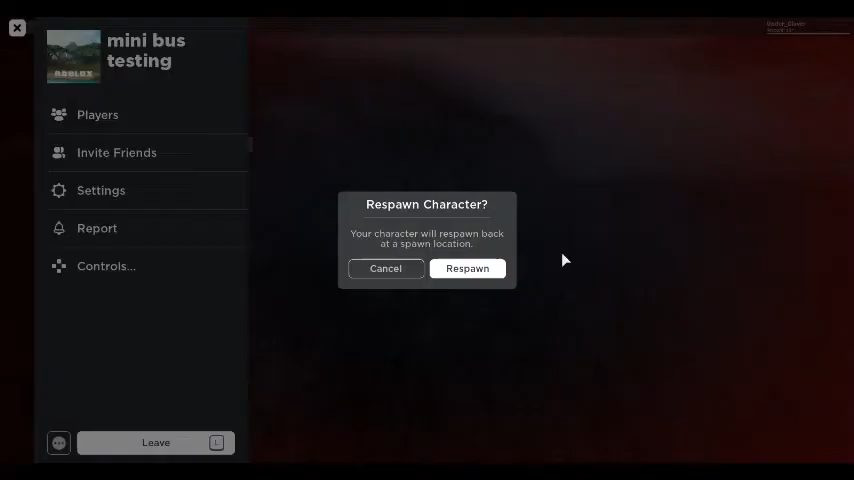 mini bus
testing
ROBLOX
Players
Invite Friends
Settings
Report
Controls...
Respawn Character?
Your character will respawn back
at a spawn location.
Cancel
Respawn
Leave
L